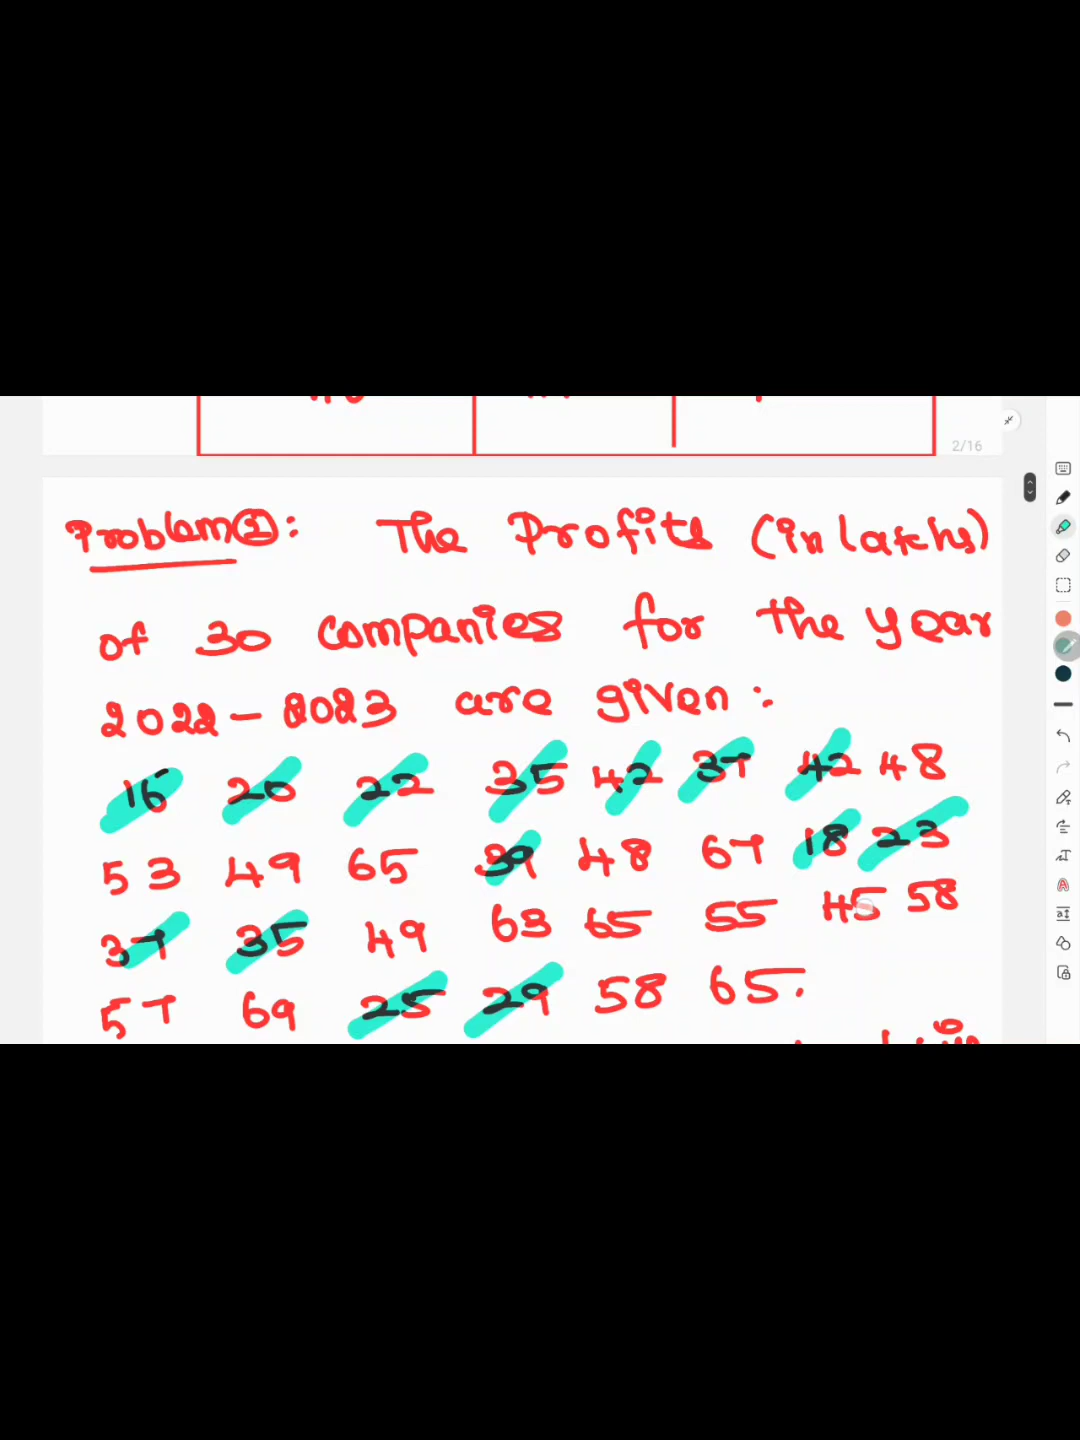 2/16
Problem②: The Profits (in lakhs)
of 30 companies for the year
2022-2023 are given:
16 20 22 35 42 37 42 48
53 49 65 39 48 67 18 23
37 35 49 63 65 55 45 58
57 69 25 29 58 65.